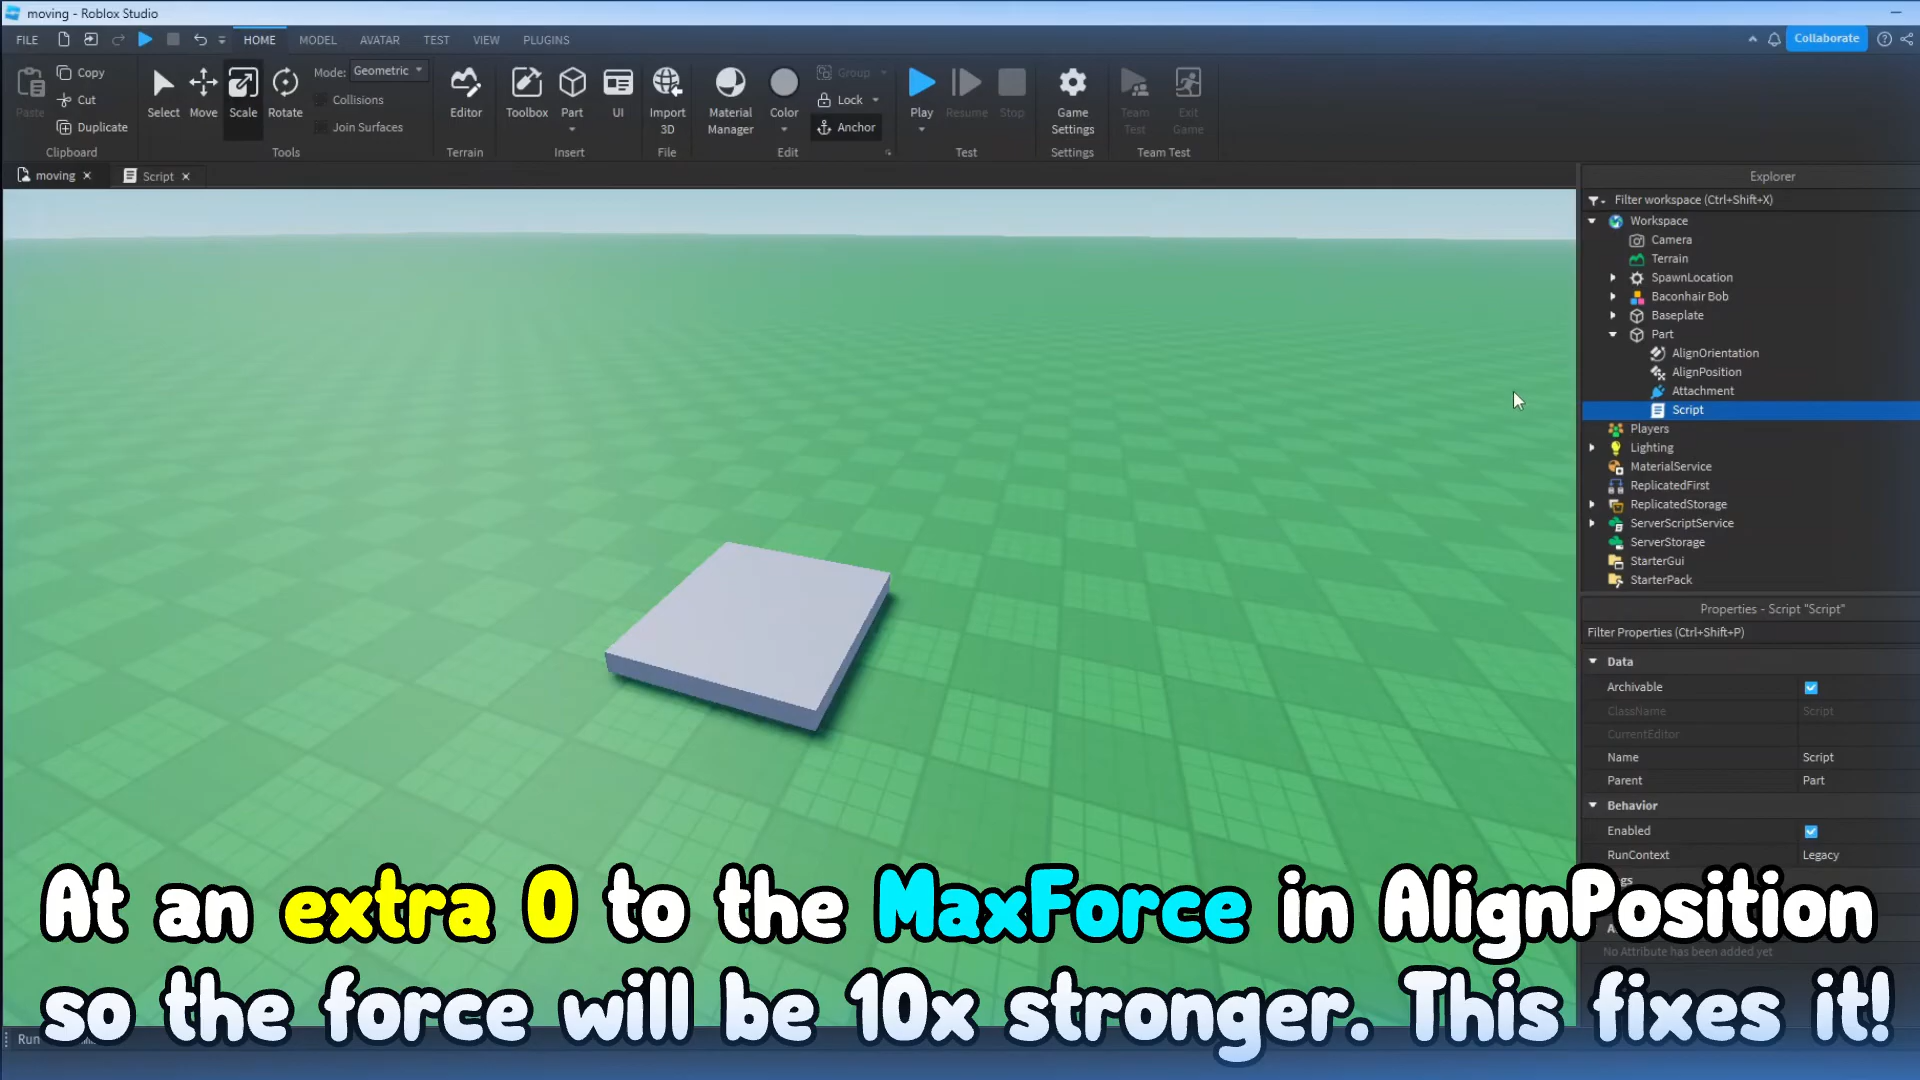 moving - Roblox Studio
FILE HOME MODEL AVATAR TEST VIEW PLUGINS Collaborate
Paste Copy Cut Duplicate Clipboard
Select Move Scale Rotate Mode: Geometric Collisions Join Surfaces Tools
Editor Terrain
Toolbox Part UI Insert
Import 3D File
Material Manager Color Group Lock Anchor Edit
Play Resume Stop Test
Game Settings Settings
Team Test Exit Game Team Test
moving Script
Explorer
Filter workspace (Ctrl+Shift+X)
Workspace
Camera
Terrain
SpawnLocation
Baconhair Bob
Baseplate
Part
AlignOrientation
AlignPosition
Attachment
Script
Players
Lighting
MaterialService
ReplicatedFirst
ReplicatedStorage
ServerScriptService
ServerStorage
StarterGui
StarterPack
Properties - Script "Script"
Filter Properties (Ctrl+Shift+P)
Data
Archivable
ClassName Script
CurrentEditor
Name Script
Parent Part
Behavior
Enabled
RunContext Legacy
No Attribute has been added yet
At an extra 0 to the MaxForce in AlignPosition
so the force will be 10x stronger. This fixes it!
Run